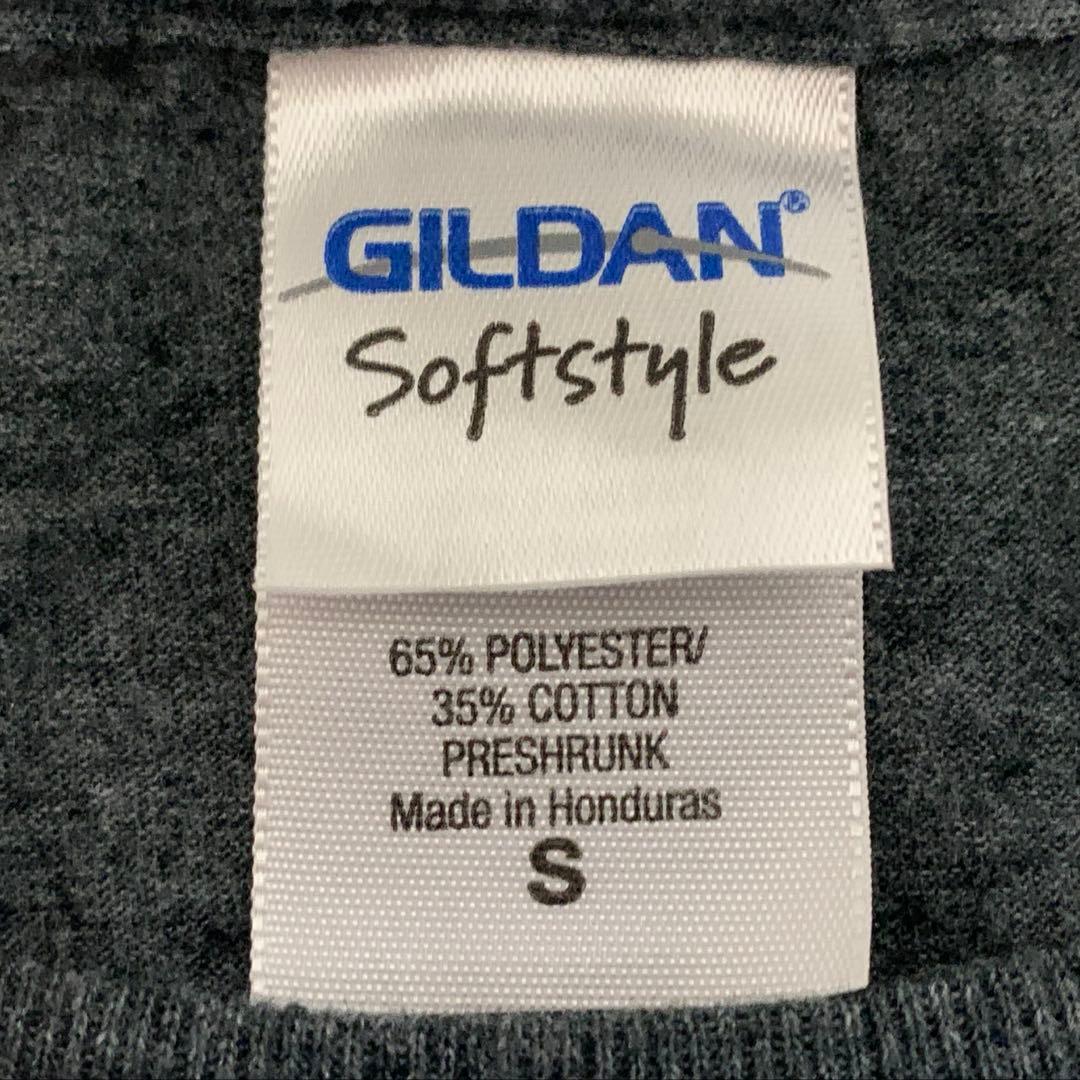 GILDAN®
Softstyle
65% POLYESTER/
35% COTTON
PRESHRUNK
Made in Honduras
S